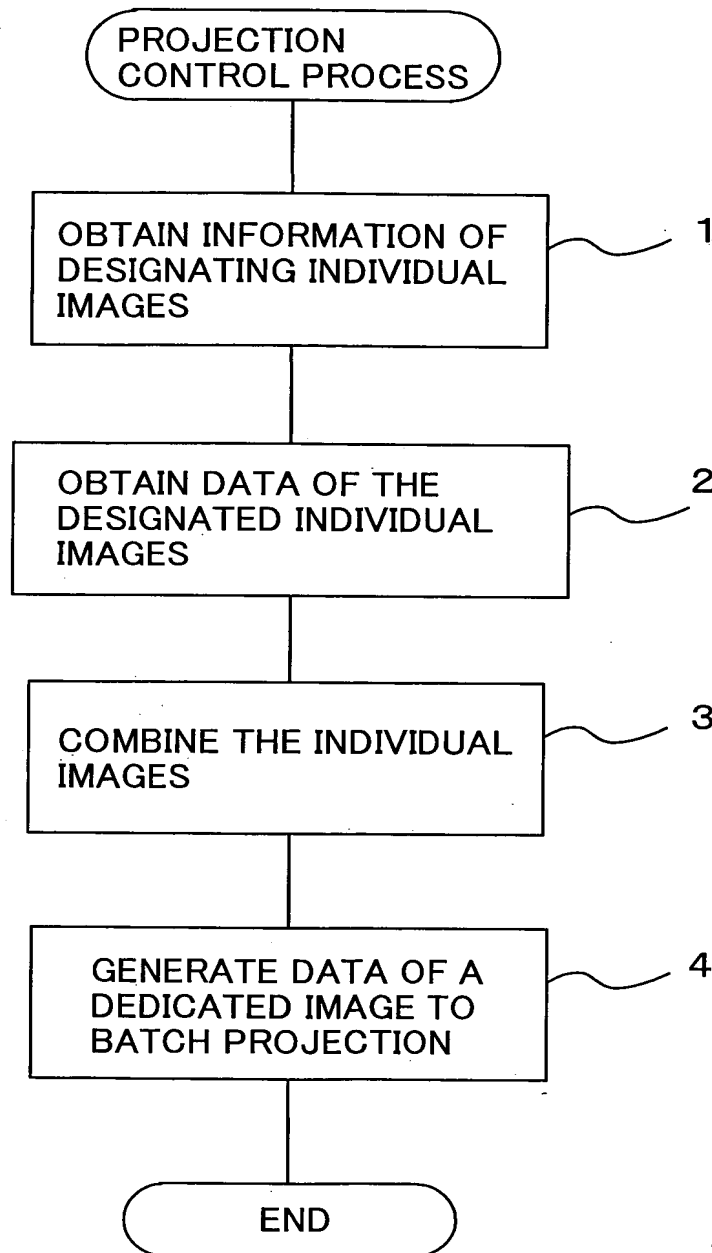 PROJECTION
CONTROL PROCESS
OBTAIN INFORMATION OF
DESIGNATING INDIVIDUAL
IMAGES
1
OBTAIN DATA OF THE
DESIGNATED INDIVIDUAL
IMAGES
2
COMBINE THE INDIVIDUAL
IMAGES
3
GENERATE DATA OF A
DEDICATED IMAGE TO
BATCH PROJECTION
4
END